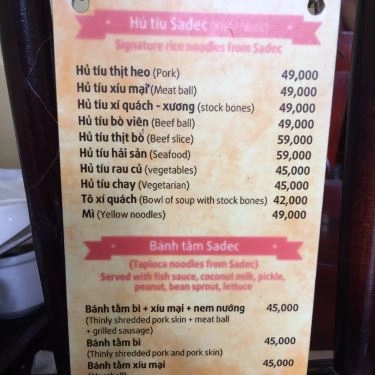 Hủ tíu Sadec
Signature rice noodles from Sadec
Hủ tíu thịt heo (Pork) 49,000
Hủ tíu xíu mại (Meat ball) 49,000
Hủ tíu xí quách - xương (stock bones) 49,000
Hủ tíu bò viên (Beef ball) 49,000
Hủ tíu thịt bò (Beef slice) 59,000
Hủ tíu hải sản (Seafood) 59,000
Hủ tíu rau củ (vegetables) 45,000
Hủ tíu chay (Vegetarian) 45,000
Tô xí quách (Bowl of soup with stock bones) 42,000
Mì (Yellow noodles) 49,000
Bánh tằm Sadec
(Tapioca noodles from Sadec)
Served with fish sauce, coconut milk, pickle,
peanut, bean sprout, lettuce
Bánh tằm bì + xíu mại + nem nướng 45,000
(Thinly shredded pork skin + meat ball
+ grilled sausage)
Bánh tằm bì 45,000
(Thinly shredded pork and pork skin)
Bánh tằm xíu mại 45,000